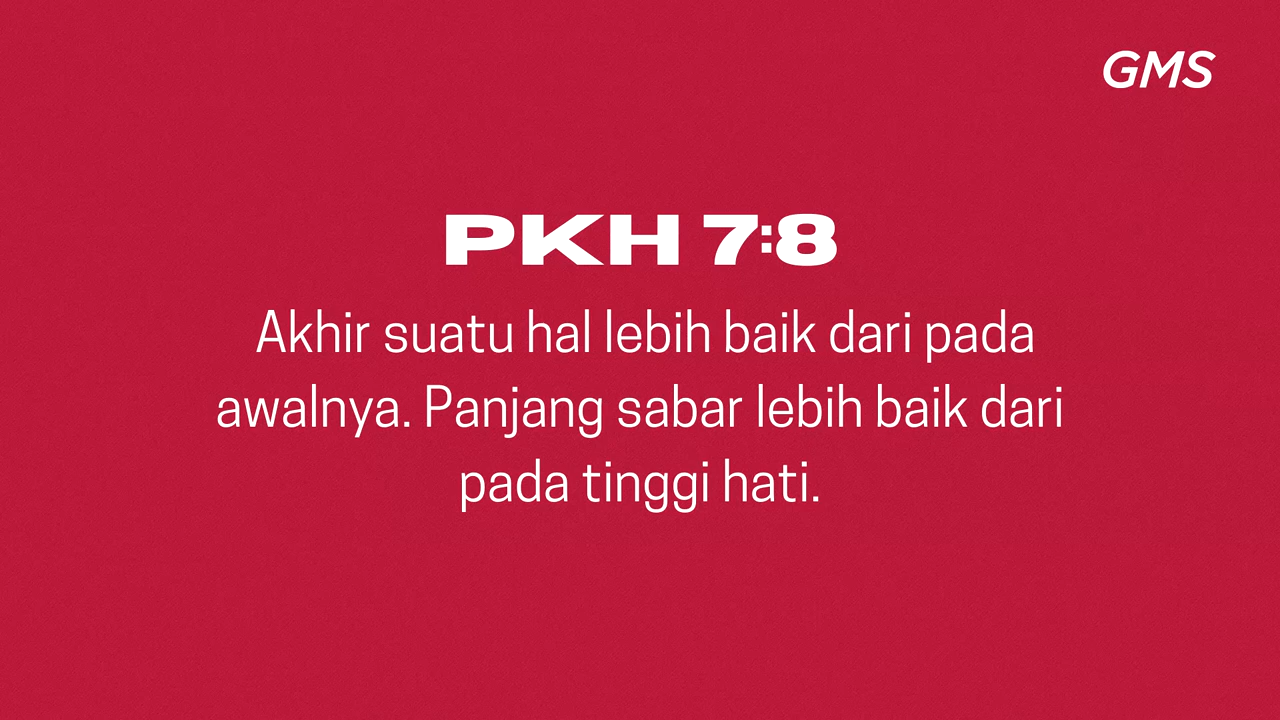 GMS
PKH 7:8
Akhir suatu hal lebih baik dari pada
awalnya. Panjang sabar lebih baik dari
pada tinggi hati.